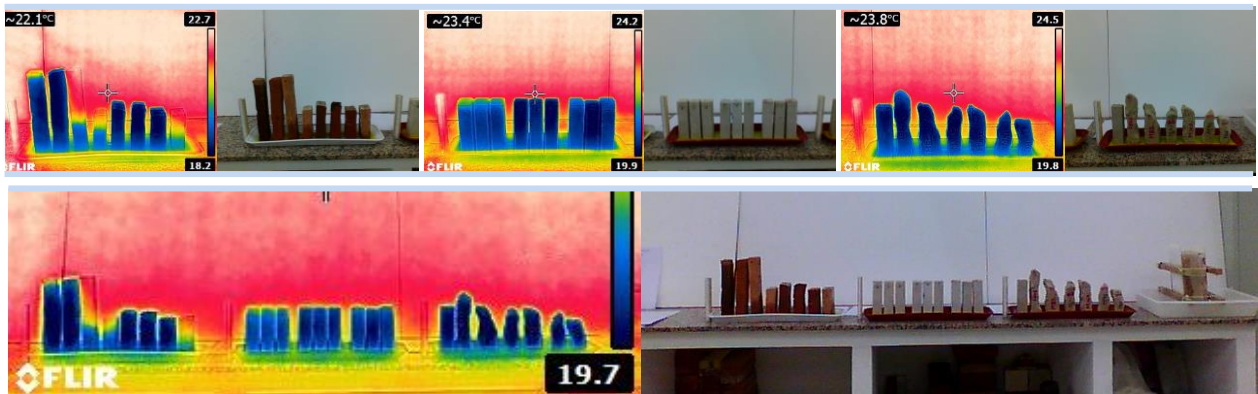 ~22.1°C
22.7
18.2
FLIR
~23.4°C
24.2
19.9
FLIR
~23.8°C
24.5
19.8
FLIR
FLIR
19.7